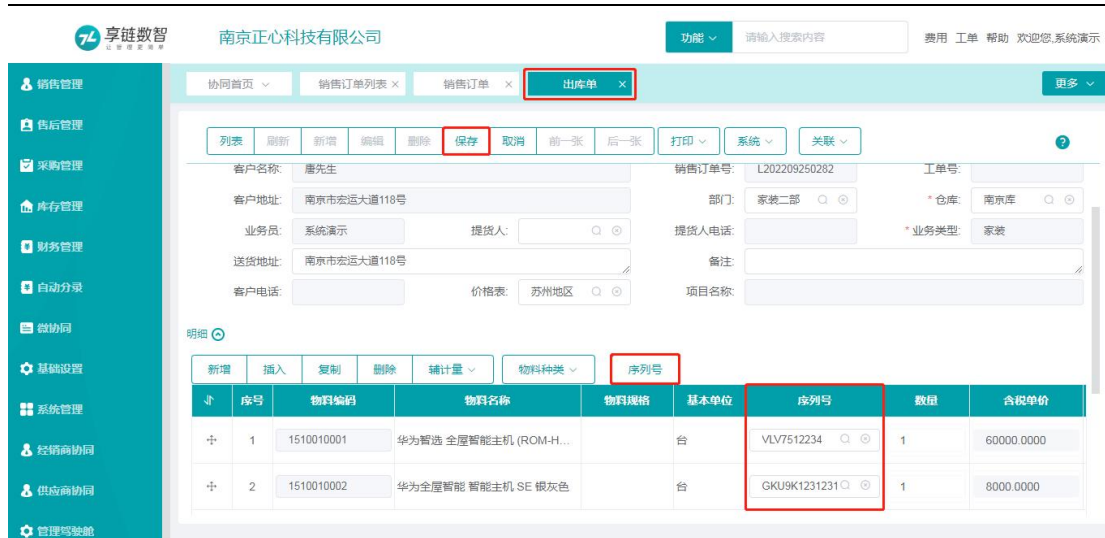 享链数智
让管理更简单
南京正心科技有限公司
功能
请输入搜索内容
费用 工单 帮助 欢迎您,系统演示
销售管理
售后管理
采购管理
库存管理
财务管理
自动分录
微协同
基础设置
系统管理
经销商协同
供应商协同
管理驾驶舱
协同首页
销售订单列表 ×
销售订单 ×
出库单 ×
更多
列表 刷新 新增 编辑 删除 保存 取消 前一张 后一张 打印 系统 关联
客户名称: 唐先生 销售订单号: L202209250282 工单号:
客户地址: 南京市宏运大道118号 部门: 家装二部 *仓库: 南京库
业务员: 系统演示 提货人: 提货人电话: *业务类型: 家装
送货地址: 南京市宏运大道118号 备注:
客户电话: 价格表: 苏州地区 项目名称:
明细
新增 插入 复制 删除 辅计量 物料种类 序列号
序号 物料编码 物料名称 物料规格 基本单位 序列号 数量 含税单价
1 1510010001 华为智选 全屋智能主机 (ROM-H... 台 VLV7512234 1 60000.0000
2 1510010002 华为全屋智能 智能主机 SE 银灰色 台 GKU9K1231231 1 8000.0000